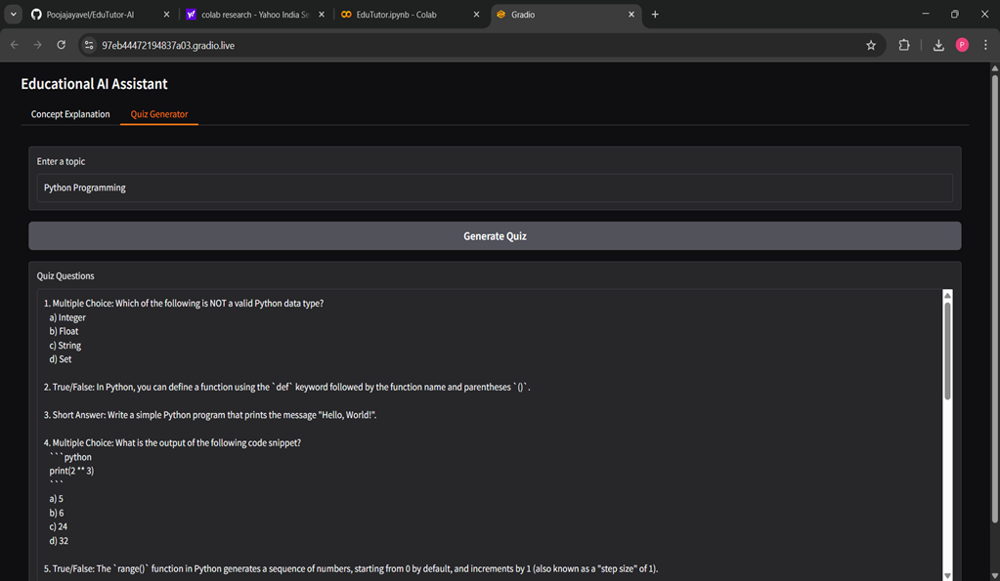 Poojajayavel/EduTutor-AI
colab research - Yahoo India Se
EduTutor.ipynb - Colab
Gradio
97eb44472194837a03.gradio.live
P
Educational AI Assistant
Concept Explanation
Quiz Generator
Enter a topic
Python Programming
Generate Quiz
Quiz Questions
1. Multiple Choice: Which of the following is NOT a valid Python data type?
a) Integer
b) Float
c) String
d) Set
2. True/False: In Python, you can define a function using the `def` keyword followed by the function name and parentheses `()`.
3. Short Answer: Write a simple Python program that prints the message "Hello, World!".
4. Multiple Choice: What is the output of the following code snippet?
```python
print(2 ** 3)
```
a) 5
b) 6
c) 24
d) 32
5. True/False: The `range()` function in Python generates a sequence of numbers, starting from 0 by default, and increments by 1 (also known as a "step size" of 1).